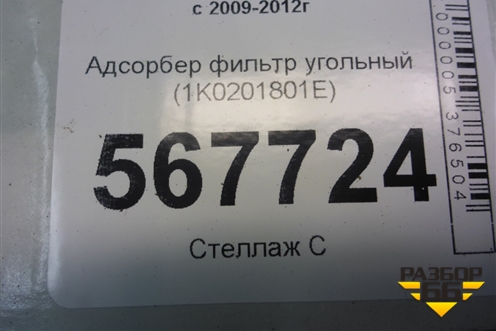 с 2009-2012г
Адсорбер фильтр угольный
(1K0201801E)
567724
Стеллаж С
000005376504
РАЗБОР
66